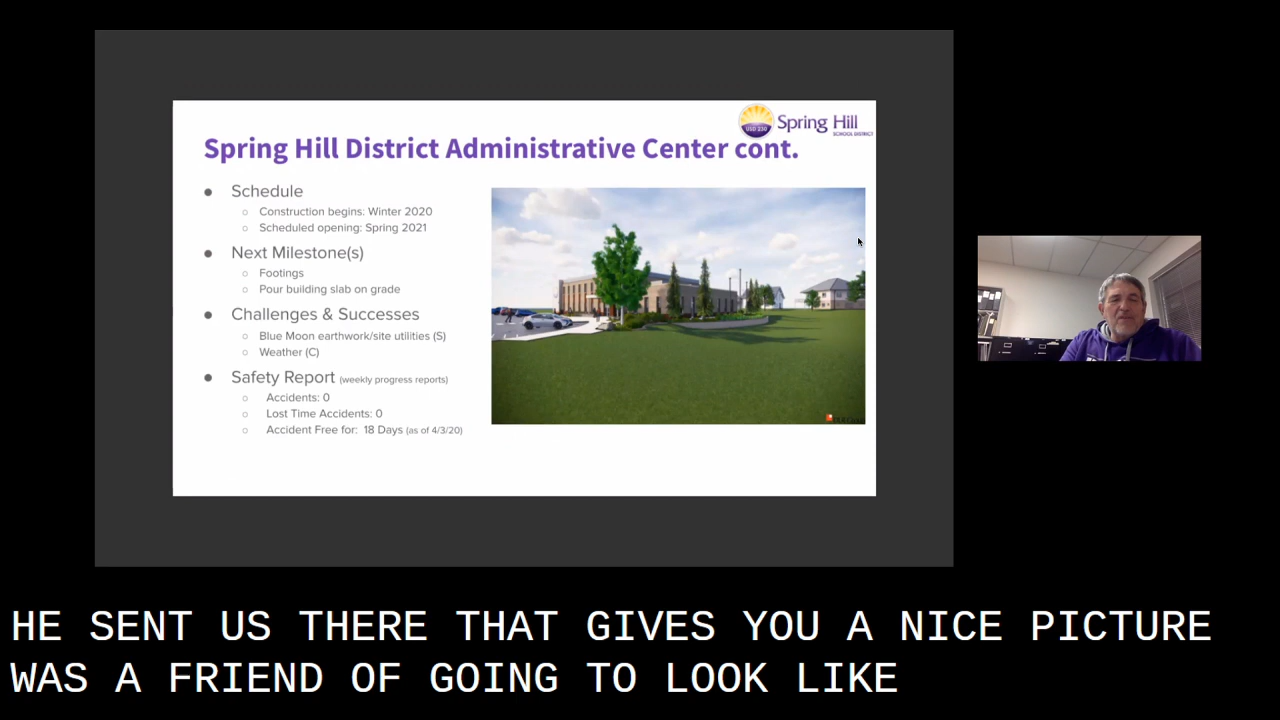 USD 230
Spring Hill
SCHOOL DISTRICT
Spring Hill District Administrative Center cont.
● Schedule
○ Construction begins: Winter 2020
○ Scheduled opening: Spring 2021
● Next Milestone(s)
○ Footings
○ Pour building slab on grade
● Challenges & Successes
○ Blue Moon earthwork/site utilities (S)
○ Weather (C)
● Safety Report (weekly progress reports)
○ Accidents: 0
○ Lost Time Accidents: 0
○ Accident Free for: 18 Days (as of 4/3/20)
HE SENT US THERE THAT GIVES YOU A NICE PICTURE
WAS A FRIEND OF GOING TO LOOK LIKE